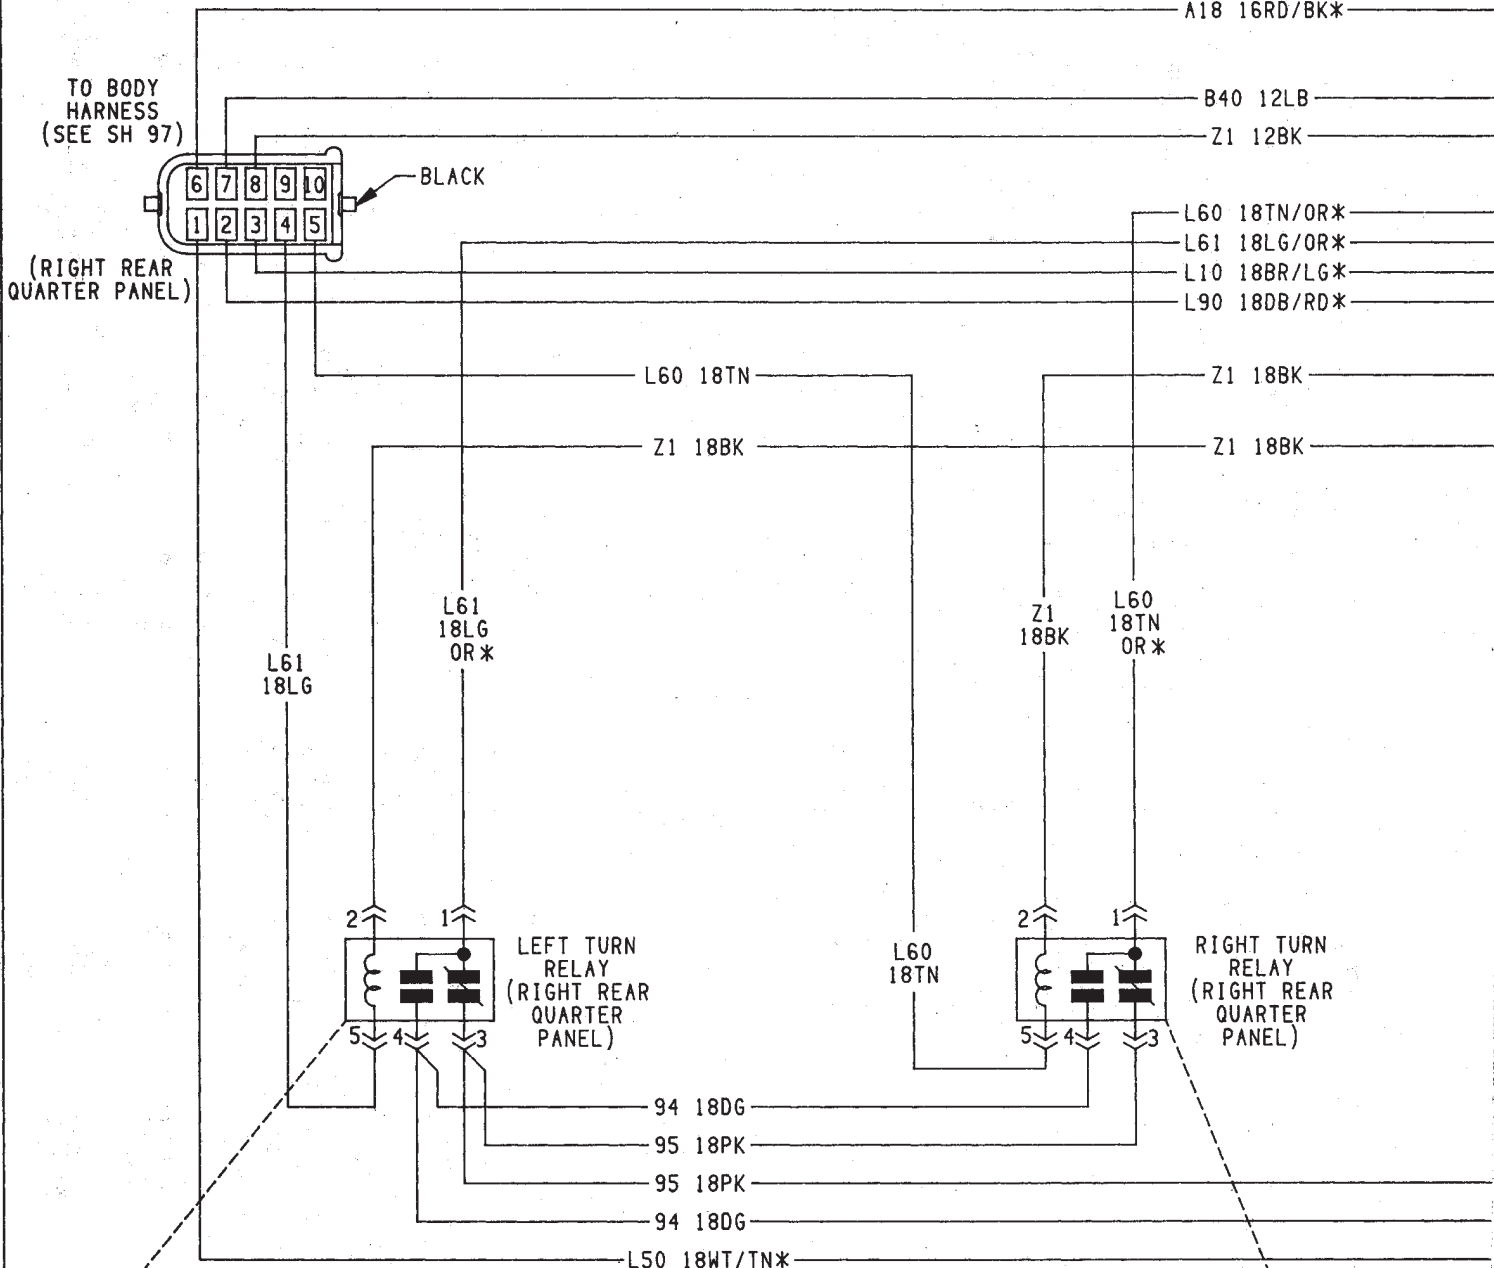 A18 16RD/BK*
TO BODY
HARNESS
(SEE SH 97)
B40 12LB
Z1 12BK
6 7 8 9 10
BLACK
1 2 3 4 5
L60 18TN/OR*
L61 18LG/OR*
(RIGHT REAR
QUARTER PANEL)
L10 18BR/LG*
L90 18DB/RD*
L60 18TN
Z1 18BK
Z1 18BK
Z1 18BK
L61
18LG
OR*
Z1
18BK
L60
18TN
OR*
L61
18LG
2 1
2 1
LEFT TURN
RELAY
(RIGHT REAR
QUARTER
PANEL)
L60
18TN
RIGHT TURN
RELAY
(RIGHT REAR
QUARTER
PANEL)
5 4 3
5 4 3
94 18DG
95 18PK
95 18PK
94 18DG
L50 18WT/TN*